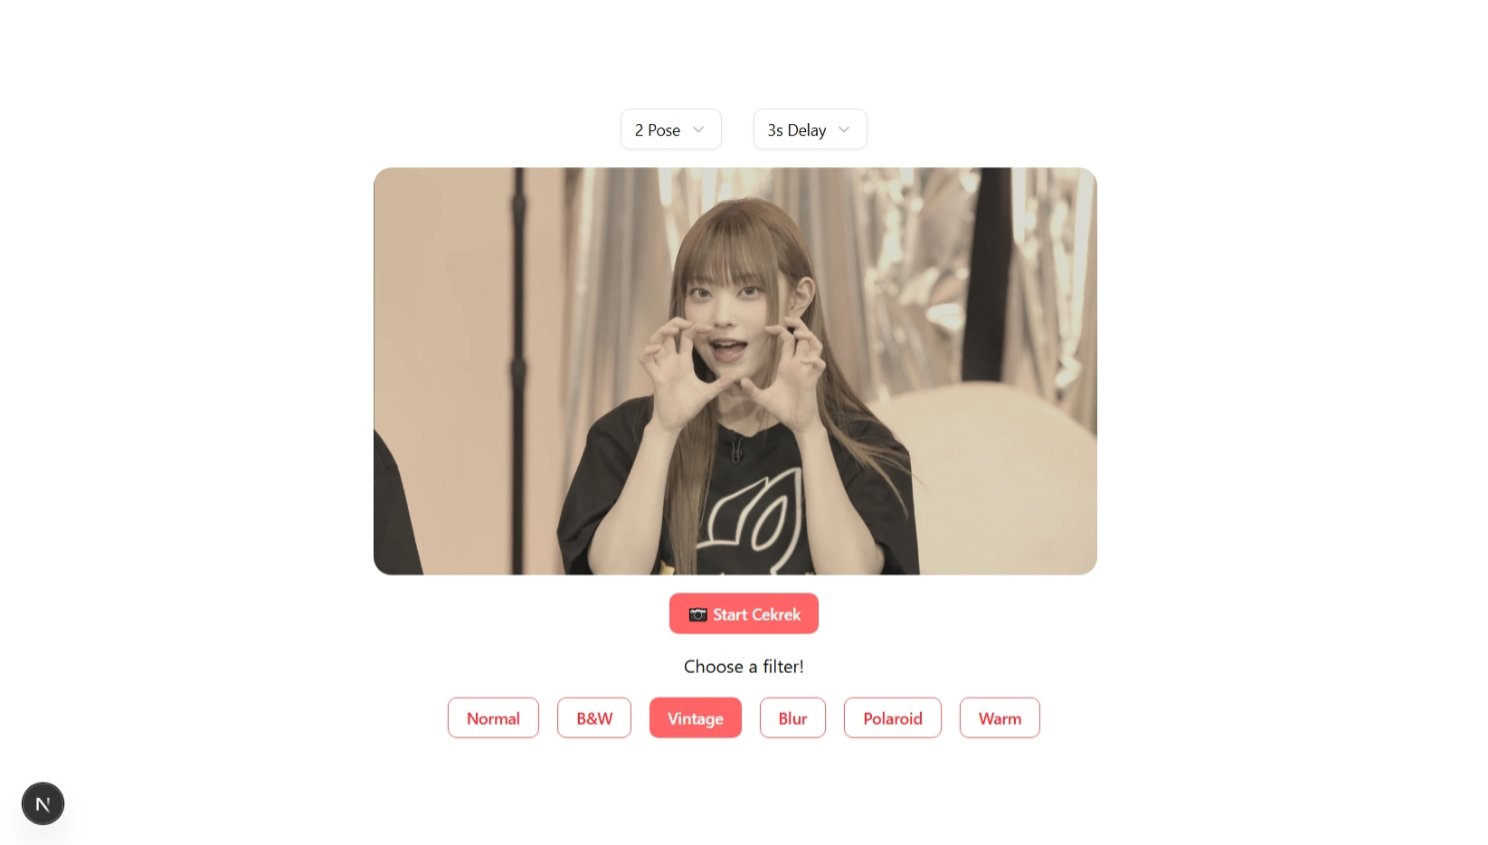 2 Pose
3s Delay
📷 Start Cekrek
Choose a filter!
Normal
B&W
Vintage
Blur
Polaroid
Warm
N